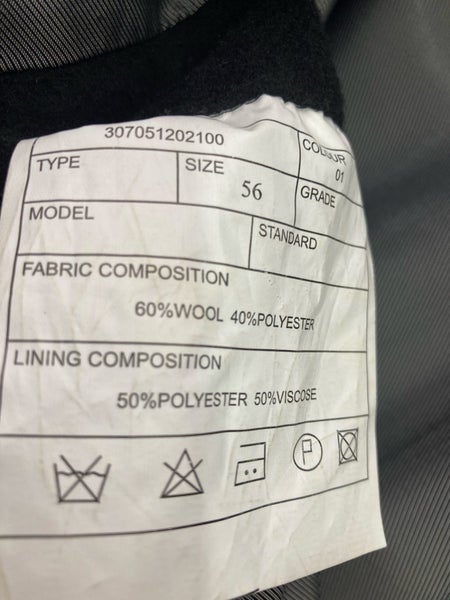 307051202100
COLOUR
01
TYPE
SIZE
56
GRADE
MODEL
STANDARD
FABRIC COMPOSITION
60%WOOL 40%POLYESTER
LINING COMPOSITION
50%POLYESTER 50%VISCOSE
P